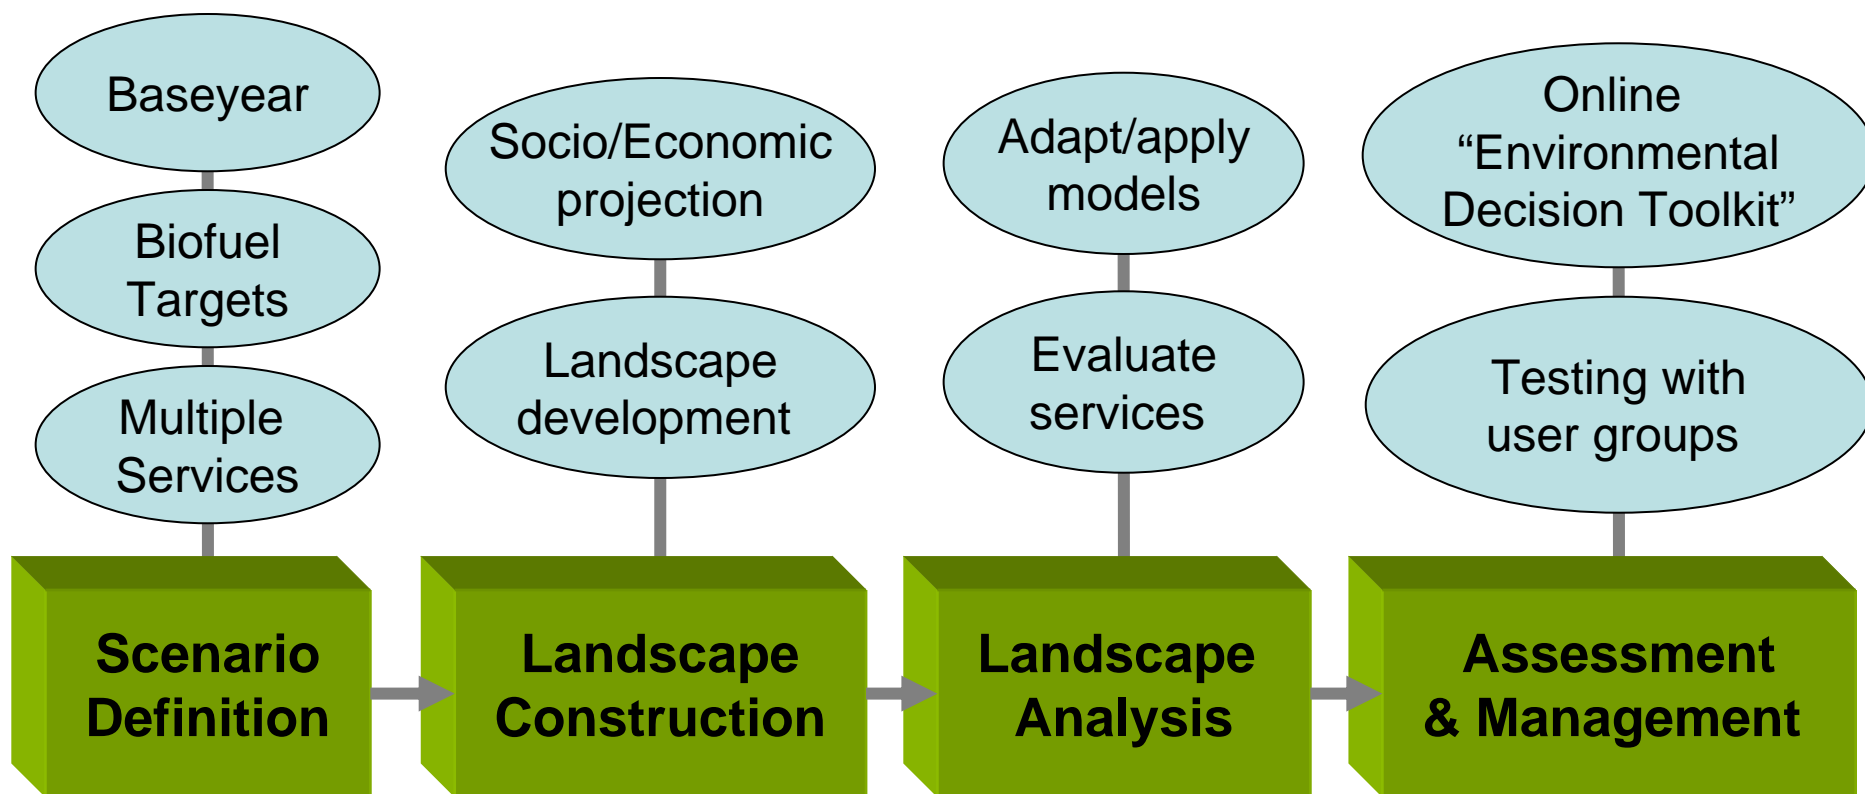 Baseyear
Biofuel
Targets
Multiple
Services
Scenario
Definition
Socio/Economic
projection
Landscape
development
Landscape
Construction
Adapt/apply
models
Evaluate
services
Landscape
Analysis
Online
“Environmental
Decision Toolkit”
Testing with
user groups
Assessment
& Management